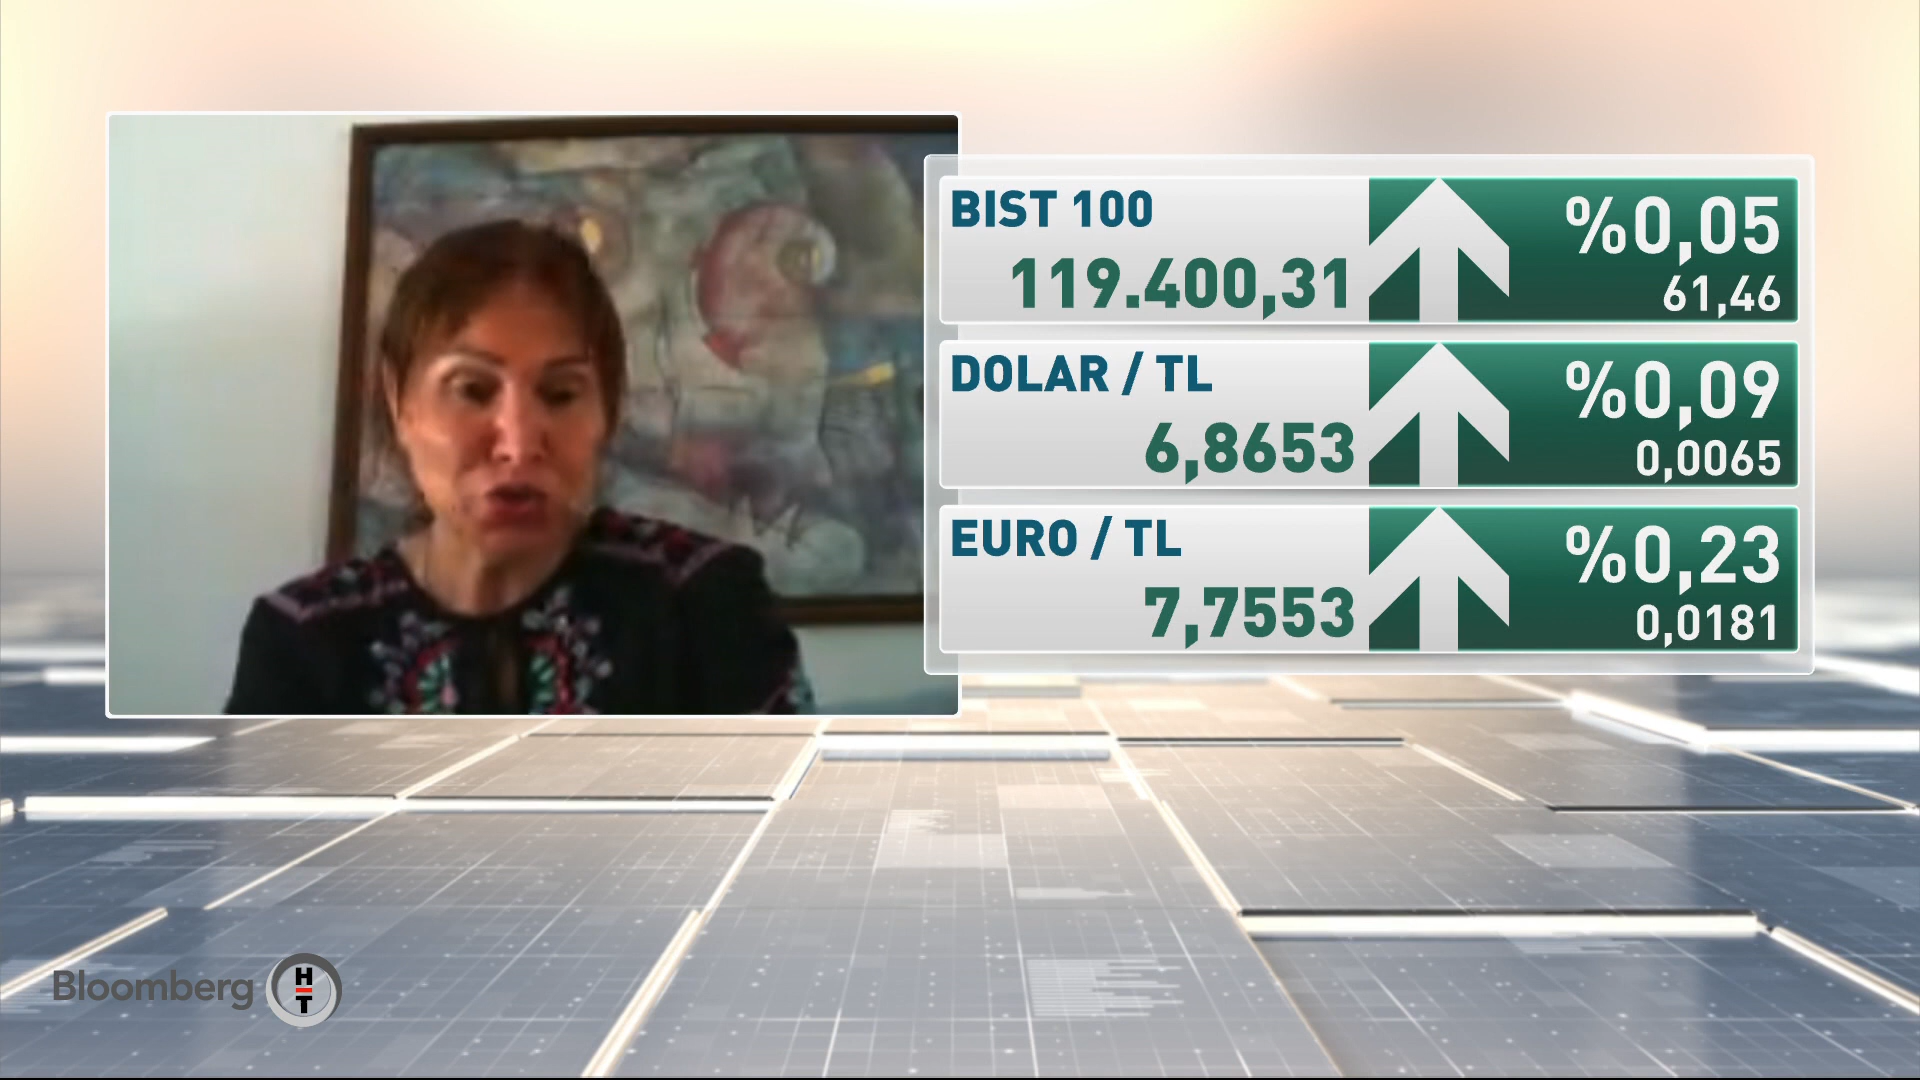 BIST 100
119.400,31
%0,05
61,46
DOLAR / TL
6,8653
%0,09
0,0065
EURO / TL
7,7553
%0,23
0,0181
Bloomberg HT